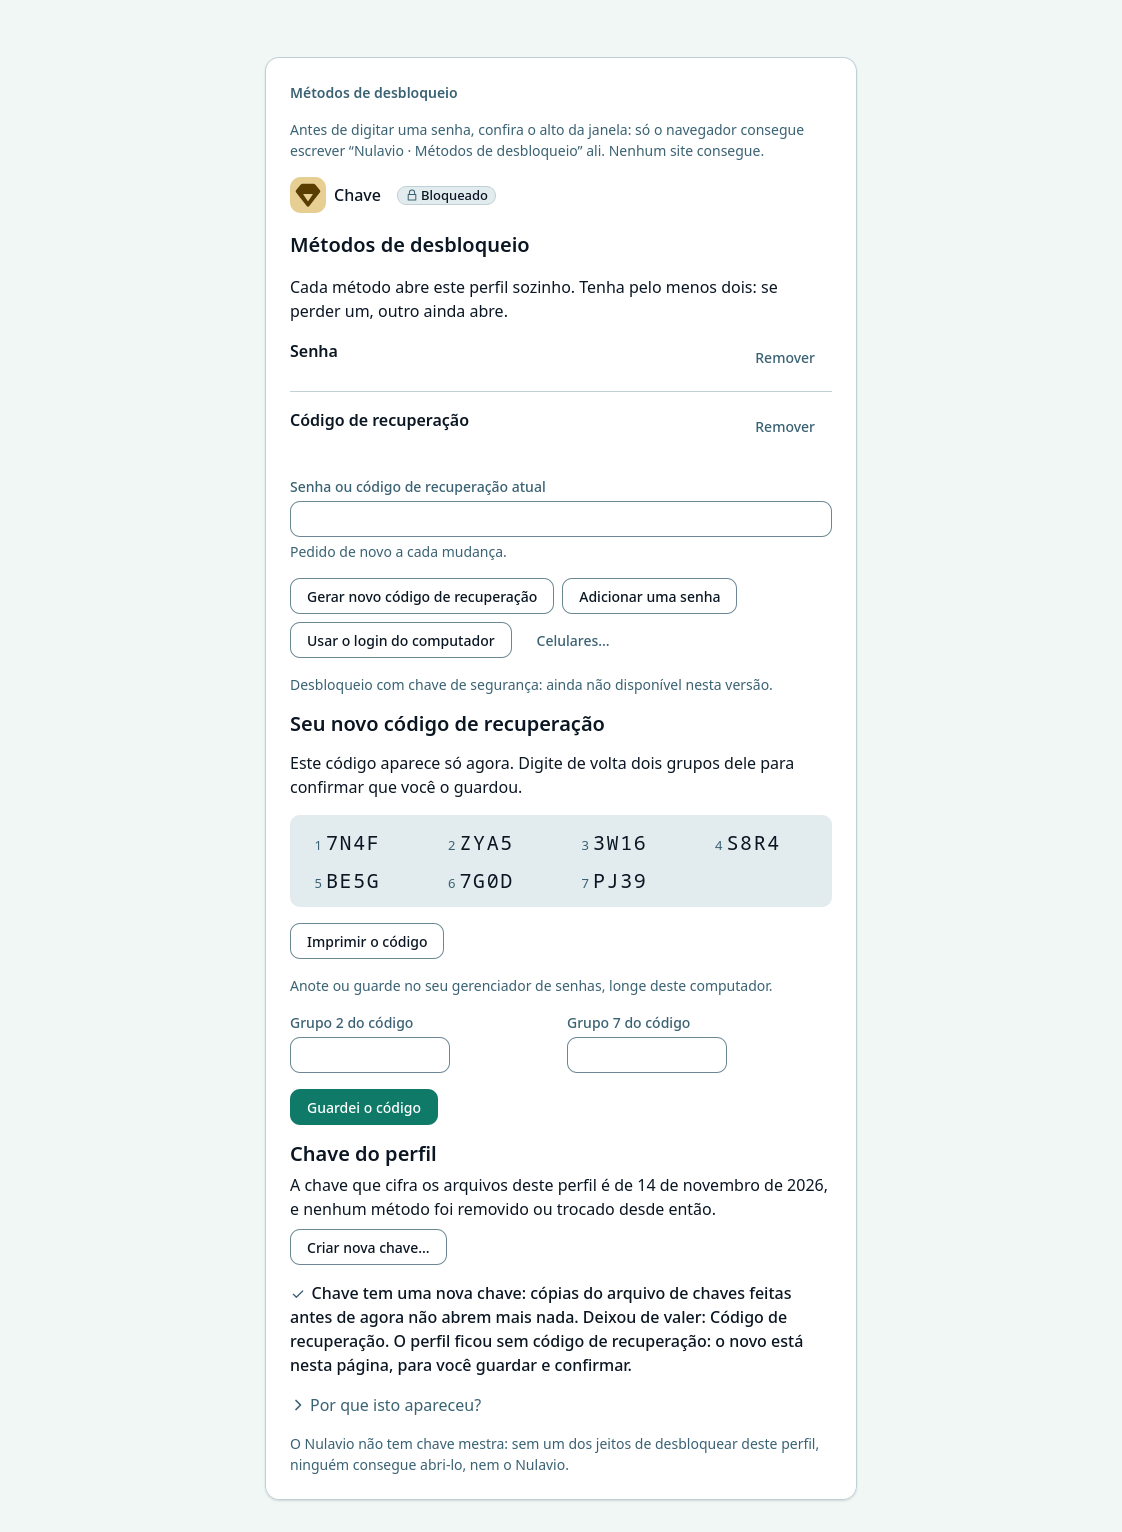 Métodos de desbloqueio
Antes de digitar uma senha, confira o alto da janela: só o navegador consegue
escrever “Nulavio · Métodos de desbloqueio” ali. Nenhum site consegue.
Chave
Bloqueado
Métodos de desbloqueio
Cada método abre este perfil sozinho. Tenha pelo menos dois: se
perder um, outro ainda abre.
Senha
Remover
Código de recuperação
Remover
Senha ou código de recuperação atual
Pedido de novo a cada mudança.
Gerar novo código de recuperação
Adicionar uma senha
Usar o login do computador
Celulares…
Desbloqueio com chave de segurança: ainda não disponível nesta versão.
Seu novo código de recuperação
Este código aparece só agora. Digite de volta dois grupos dele para
confirmar que você o guardou.
1 7N4F 2 ZYA5 3 3W16 4 S8R4
5 BE5G 6 7G0D 7 PJ39
Imprimir o código
Anote ou guarde no seu gerenciador de senhas, longe deste computador.
Grupo 2 do código
Grupo 7 do código
Guardei o código
Chave do perfil
A chave que cifra os arquivos deste perfil é de 14 de novembro de 2026,
e nenhum método foi removido ou trocado desde então.
Criar nova chave…
Chave tem uma nova chave: cópias do arquivo de chaves feitas
antes de agora não abrem mais nada. Deixou de valer: Código de
recuperação. O perfil ficou sem código de recuperação: o novo está
nesta página, para você guardar e confirmar.
Por que isto apareceu?
O Nulavio não tem chave mestra: sem um dos jeitos de desbloquear deste perfil,
ninguém consegue abri-lo, nem o Nulavio.